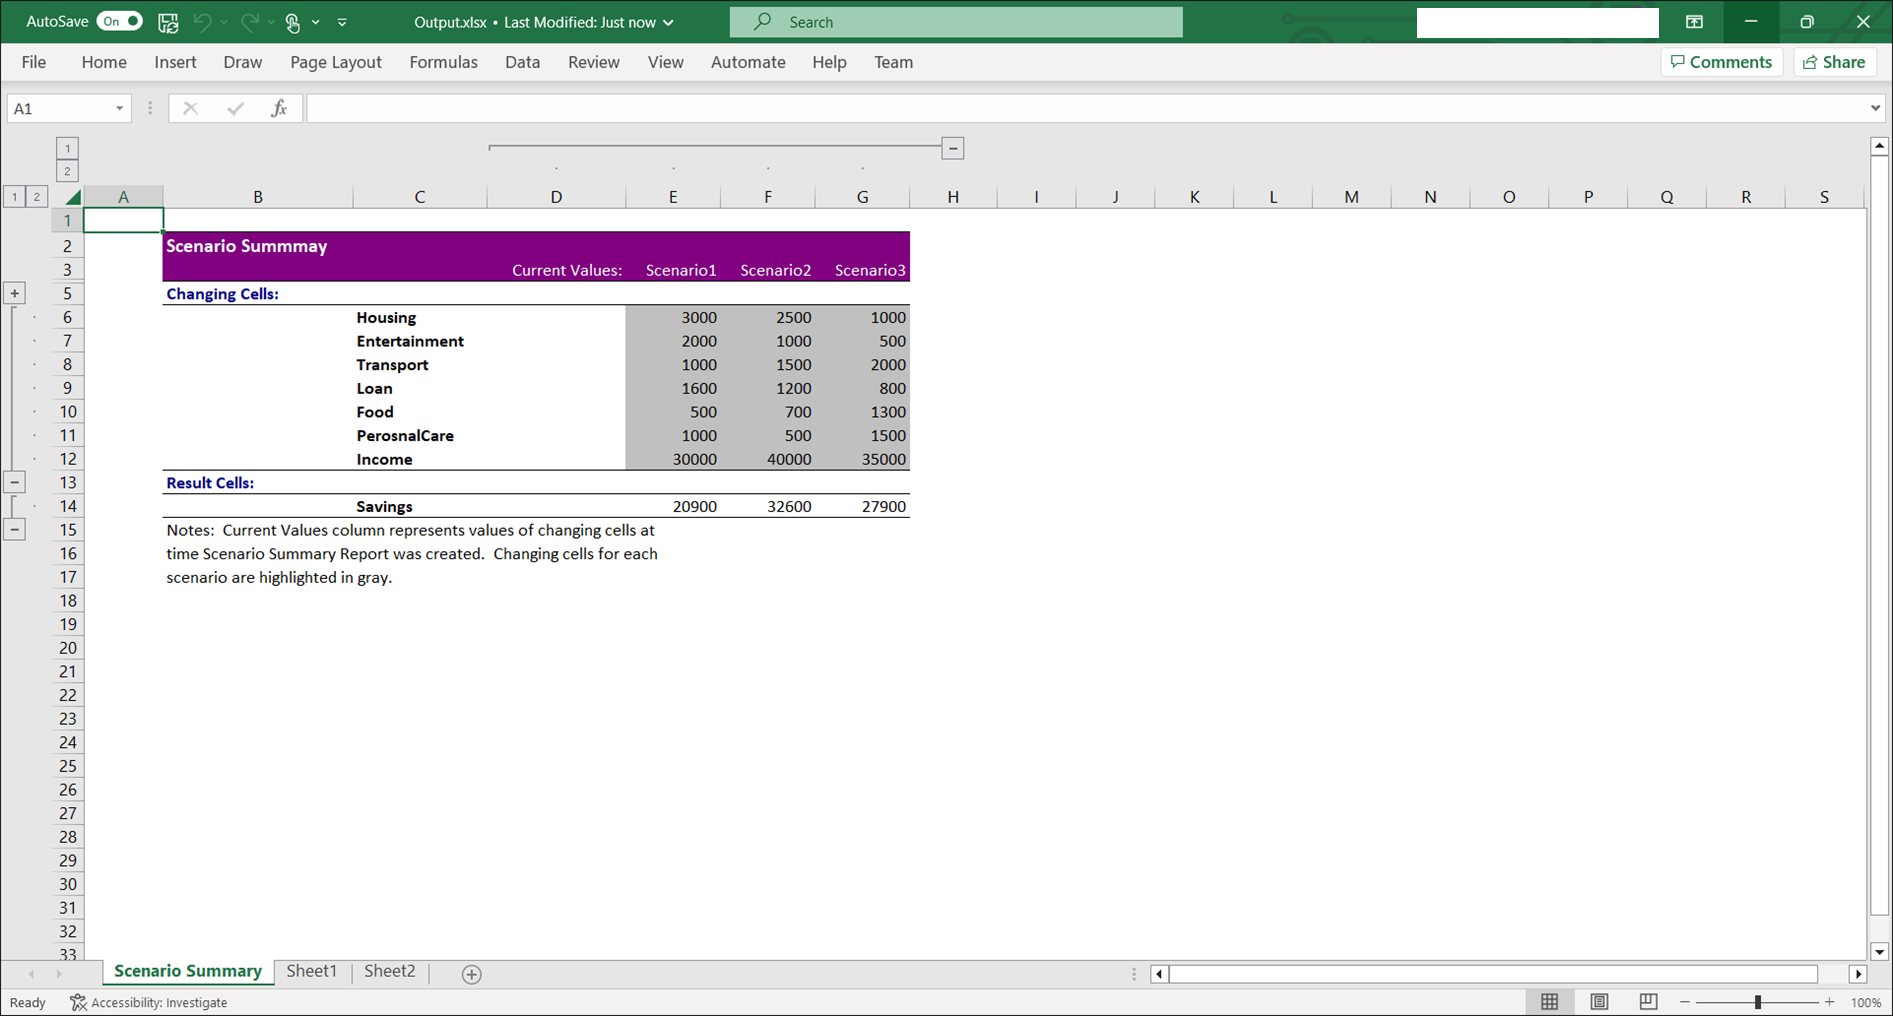 AutoSave On Output.xlsx • Last Modified: Just now Search
File Home Insert Draw Page Layout Formulas Data Review View Automate Help Team Comments Share
A1 fx
1
2
1 2 A B C D E F G H I J K L M N O P Q R S
1
2 Scenario Summmay
3 Current Values: Scenario1 Scenario2 Scenario3
5 Changing Cells:
6 Housing 3000 2500 1000
7 Entertainment 2000 1000 500
8 Transport 1000 1500 2000
9 Loan 1600 1200 800
10 Food 500 700 1300
11 PerosnalCare 1000 500 1500
12 Income 30000 40000 35000
13 Result Cells:
14 Savings 20900 32600 27900
15 Notes: Current Values column represents values of changing cells at
16 time Scenario Summary Report was created. Changing cells for each
17 scenario are highlighted in gray.
18
19
20
21
22
23
24
25
26
27
28
29
30
31
32
33
Scenario Summary Sheet1 Sheet2
Ready Accessibility: Investigate 100%